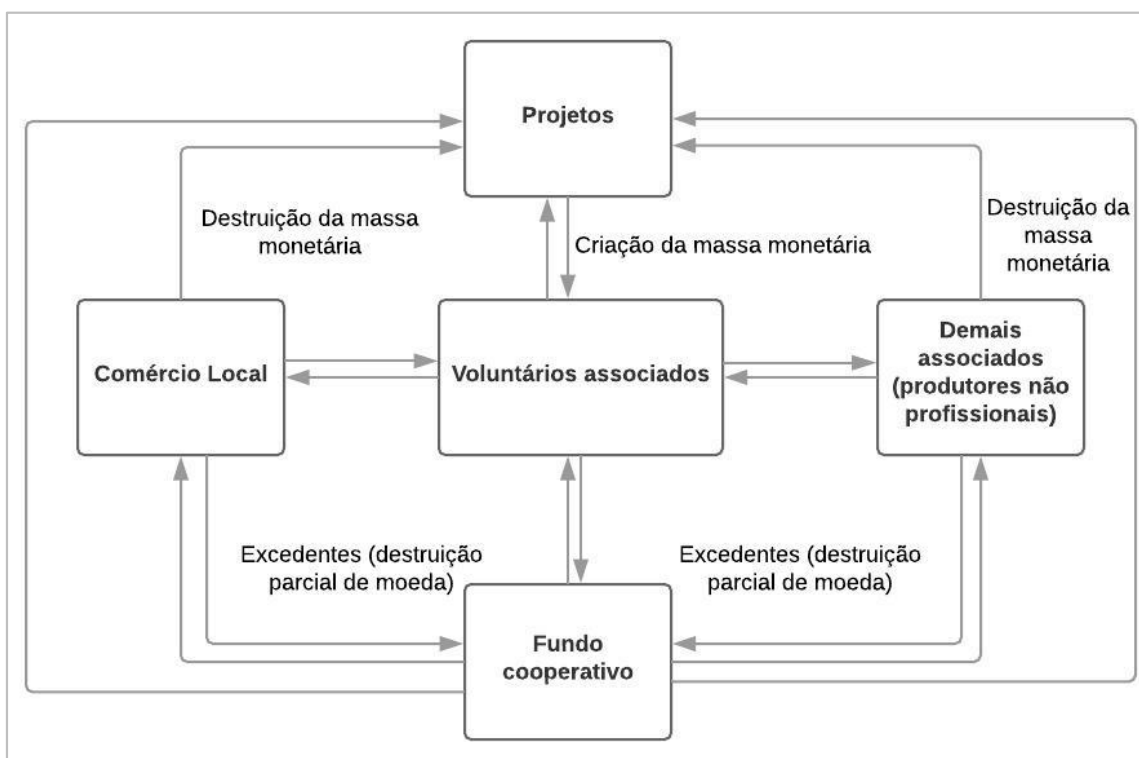 Projetos
Destruição da massa
monetária
Criação da massa monetária
Destruição da
massa
monetária
Comércio Local
Voluntários associados
Demais
associados
(produtores não
profissionais)
Excedentes (destruição
parcial de moeda)
Excedentes (destruição
parcial de moeda)
Fundo
cooperativo